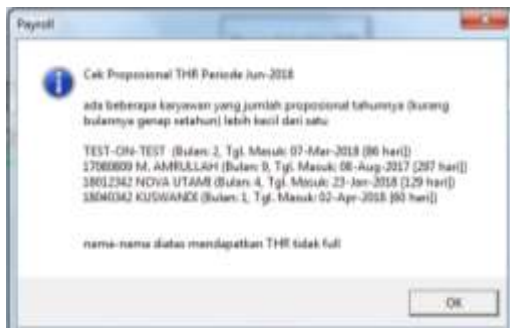 Payroll
Cek Proposional THR Periode Jun-2018
ada beberapa karyawan yang jumlah proposional tahunnya (kurang
bulannya genap setahun) lebih kecil dari satu
TEST-ON-TEST (Bulan: 2, Tgl. Masuk: 07-Mar-2018 [86 hari])
17080809 M. AMRULLAH (Bulan: 9, Tgl. Masuk: 08-Aug-2017 [297 hari])
18012342 NOVA UTAMI (Bulan: 4, Tgl. Masuk: 23-Jan-2018 [129 hari])
18040342 KUSWANDI (Bulan: 1, Tgl. Masuk: 02-Apr-2018 [60 hari])
nama-nama diatas mendapatkan THR tidak full
OK